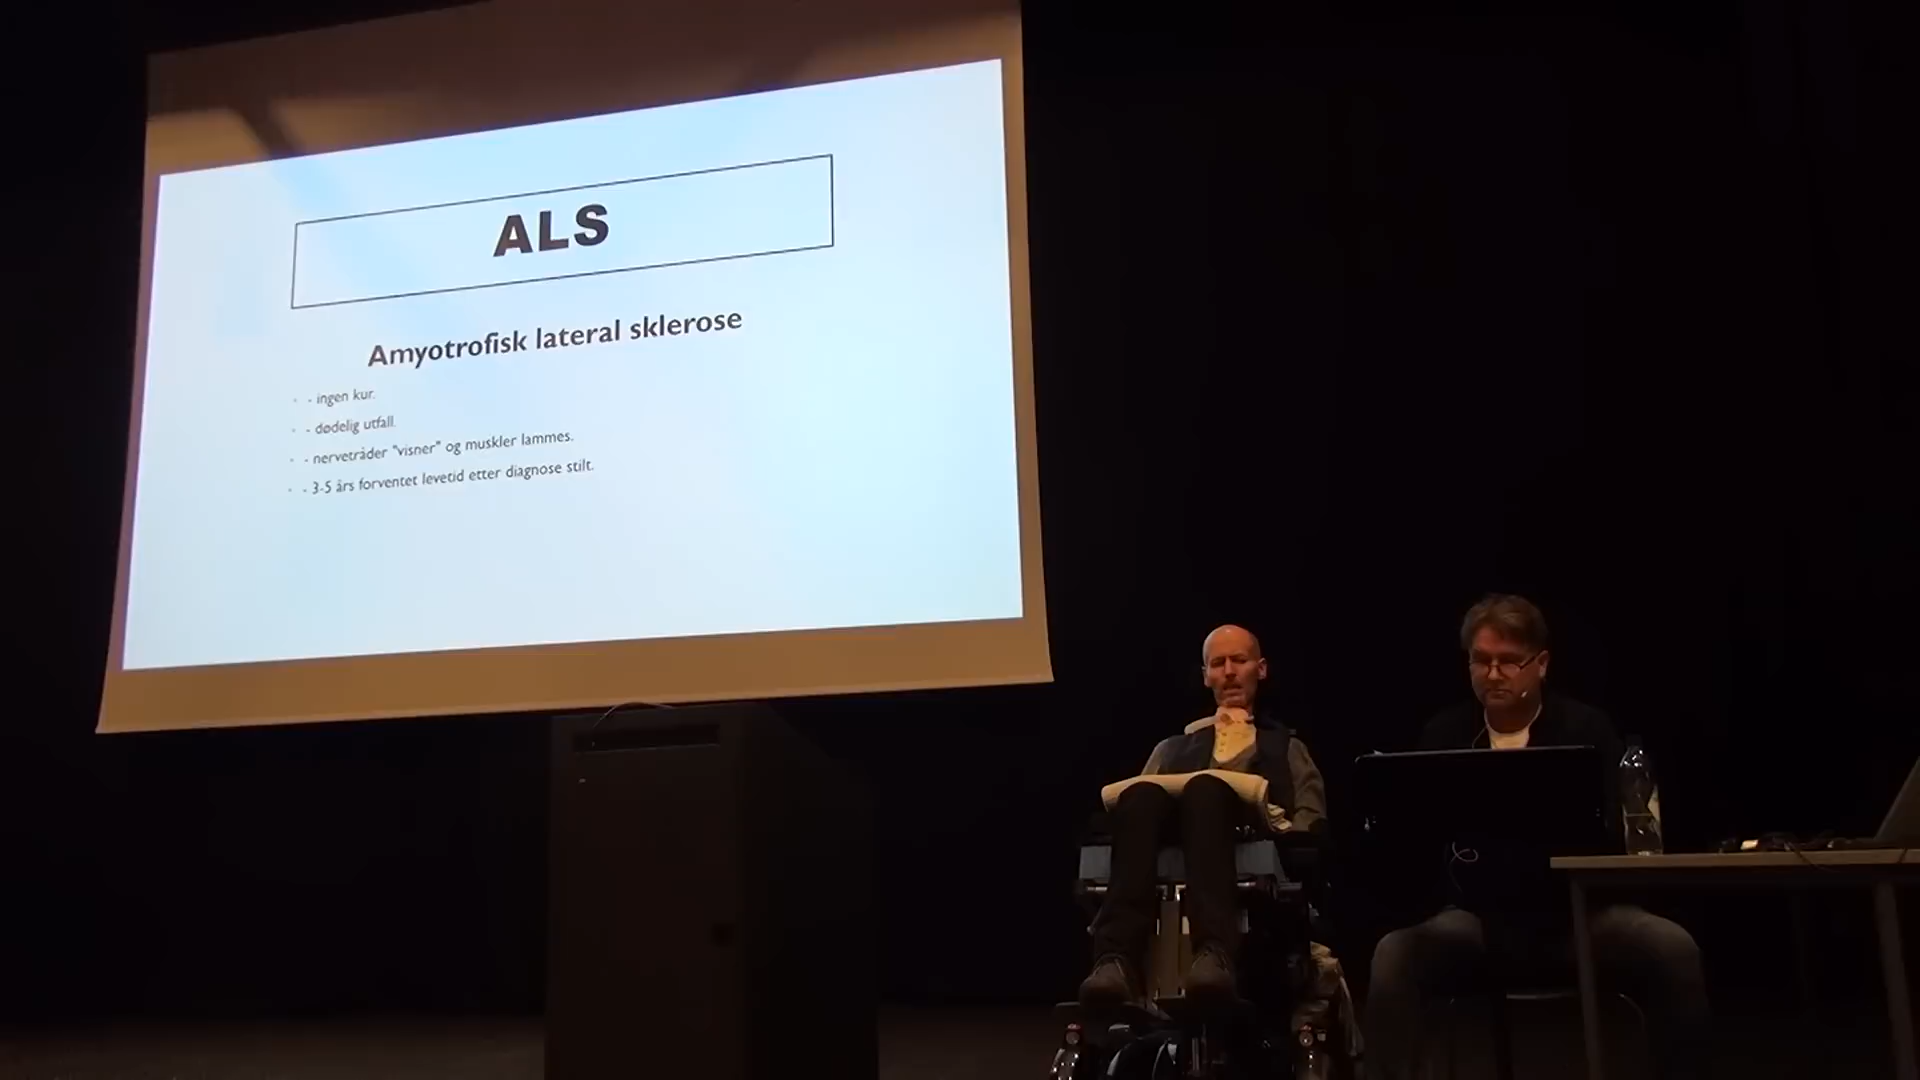 ALS
Amyotrofisk lateral sklerose
- ingen kur.
- dødelig utfall.
- nervetråder "visner" og muskler lammes.
- 3-5 års forventet levetid etter diagnose stilt.